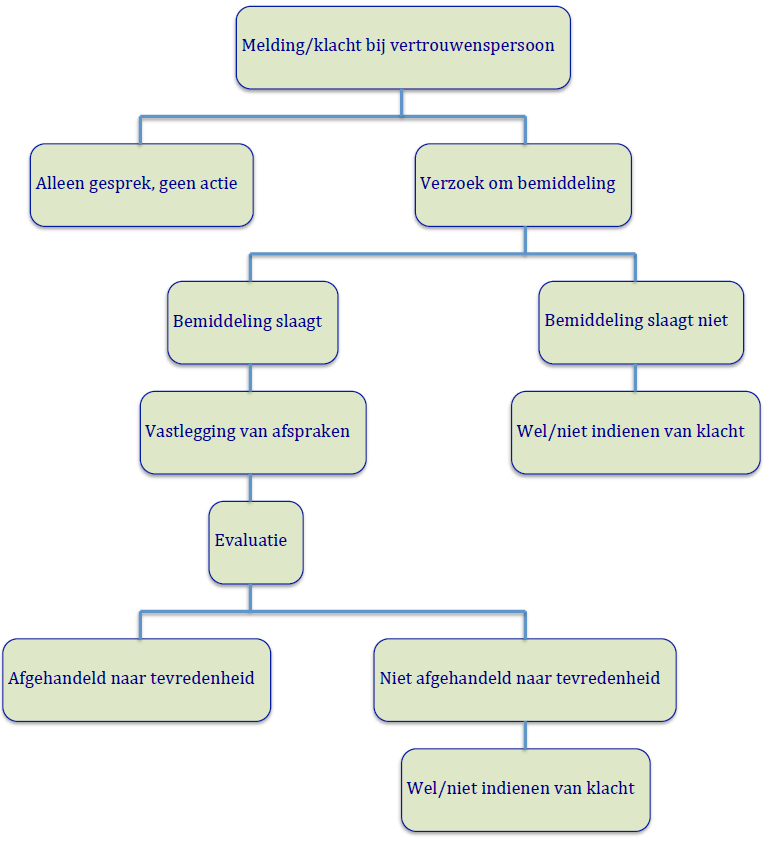 Melding/klacht bij vertrouwenspersoon
Alleen gesprek, geen actie
Verzoek om bemiddeling
Bemiddeling slaagt
Bemiddeling slaagt niet
Vastlegging van afspraken
Wel/niet indienen van klacht
Evaluatie
Afgehandeld naar tevredenheid
Niet afgehandeld naar tevredenheid
Wel/niet indienen van klacht